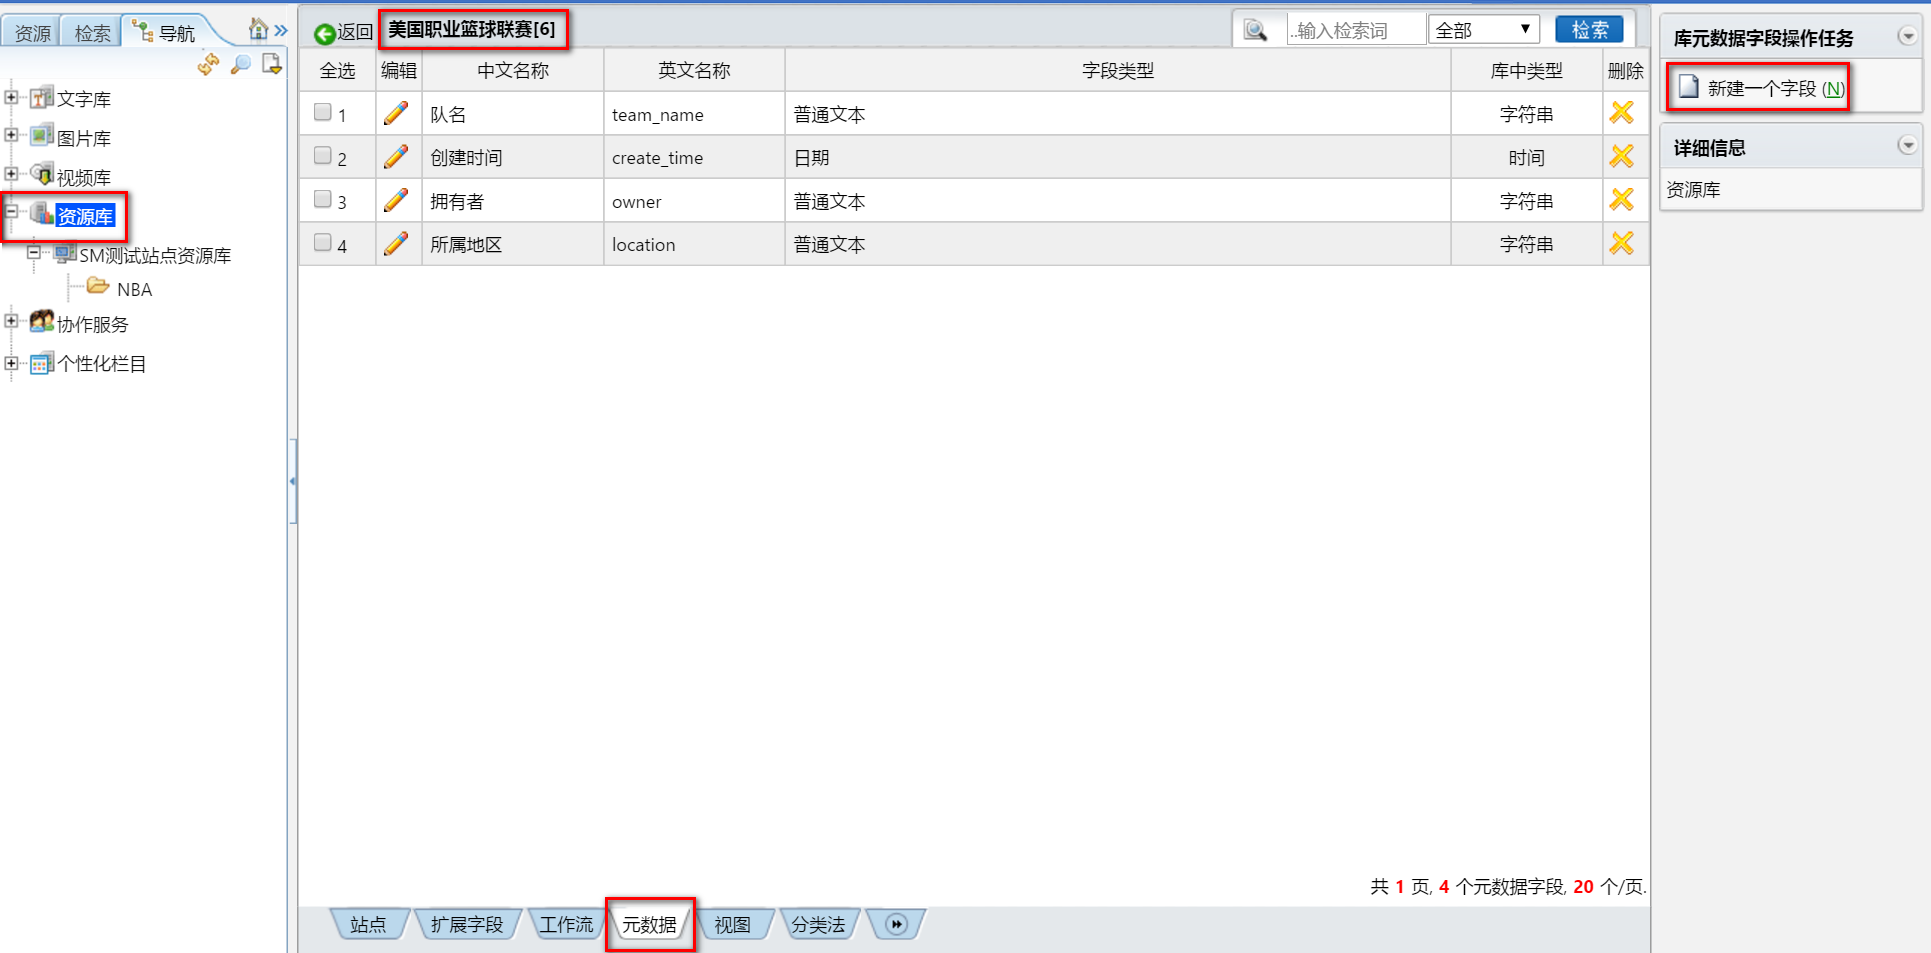 资源 检索 导航
文字库
图片库
视频库
资源库
SM测试站点资源库
NBA
协作服务
个性化栏目
返回 美国职业篮球联赛[6] ..输入检索词 全部 检索
全选 编辑 中文名称 英文名称 字段类型 库中类型 删除
1 队名 team_name 普通文本 字符串
2 创建时间 create_time 日期 时间
3 拥有者 owner 普通文本 字符串
4 所属地区 location 普通文本 字符串
共 1 页, 4 个元数据字段, 20 个/页.
站点 扩展字段 工作流 元数据 视图 分类法
库元数据字段操作任务
新建一个字段 (N)
详细信息
资源库